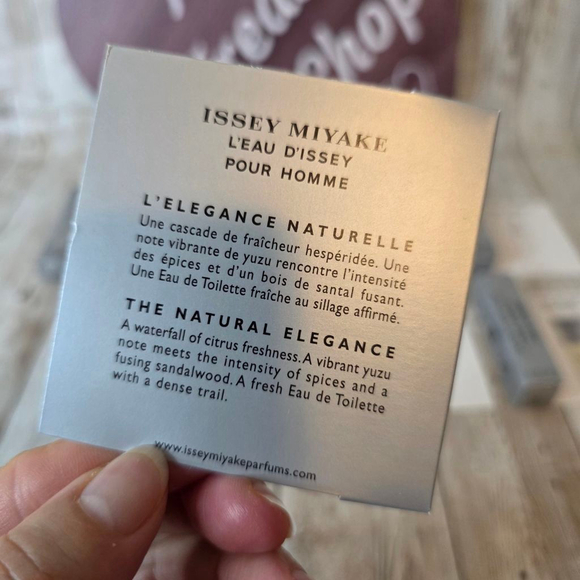 Shop
ISSEY MIYAKE
L'EAU D'ISSEY
POUR HOMME
L'ELEGANCE NATURELLE
Une cascade de fraîcheur hespéridée. Une
note vibrante de yuzu rencontre l'intensité
des épices et d'un bois de santal fusant.
Une Eau de Toilette fraîche au sillage affirmé.
THE NATURAL ELEGANCE
A waterfall of citrus freshness. A vibrant yuzu
note meets the intensity of spices and a
fusing sandalwood. A fresh Eau de Toilette
with a dense trail.
www.isseymiyakeparfums.com